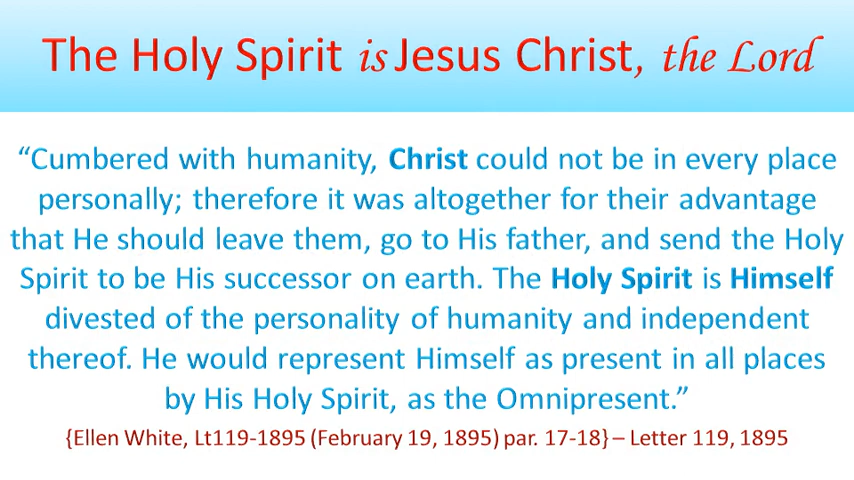 The Holy Spirit is Jesus Christ, the Lord
“Cumbered with humanity, Christ could not be in every place
personally; therefore it was altogether for their advantage
that He should leave them, go to His father, and send the Holy
Spirit to be His successor on earth. The Holy Spirit is Himself
divested of the personality of humanity and independent
thereof. He would represent Himself as present in all places
by His Holy Spirit, as the Omnipresent.”
{Ellen White, Lt119-1895 (February 19, 1895) par. 17-18} – Letter 119, 1895